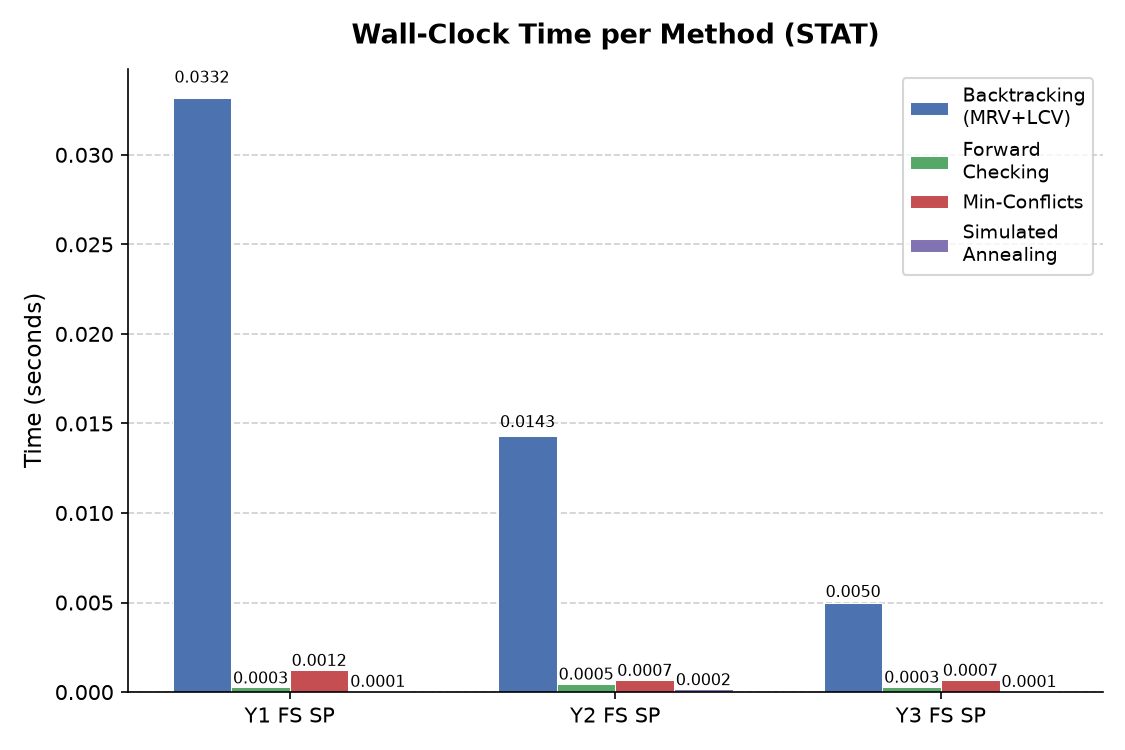 Wall-Clock Time per Method (STAT)
Time (seconds)
0.030
0.025
0.020
0.015
0.010
0.005
0.000
0.0332
0.0003
0.0012
0.0001
0.0143
0.0005
0.0007
0.0002
0.0050
0.0003
0.0007
0.0001
Y1 FS SP
Y2 FS SP
Y3 FS SP
Backtracking
(MRV+LCV)
Forward
Checking
Min-Conflicts
Simulated
Annealing